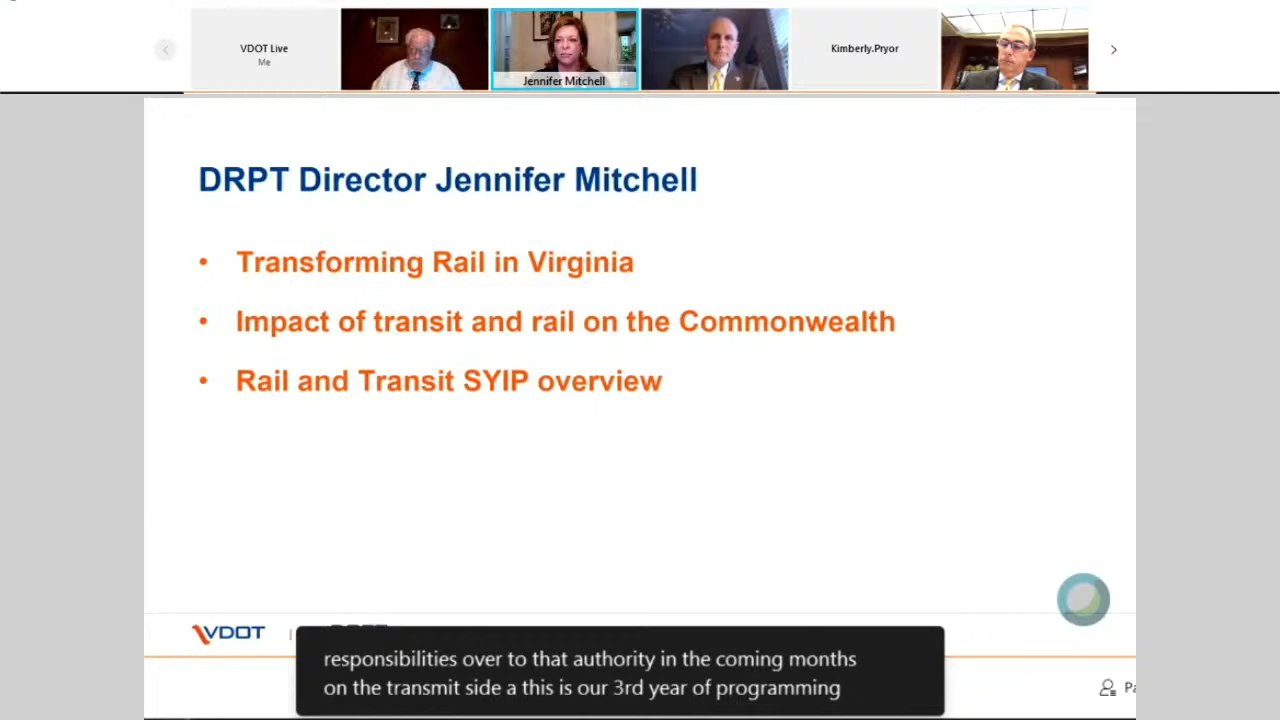 VDOT Live
Me
Jennifer Mitchell
Kimberly.Pryor
DRPT Director Jennifer Mitchell
• Transforming Rail in Virginia
• Impact of transit and rail on the Commonwealth
• Rail and Transit SYIP overview
VDOT
responsibilities over to that authority in the coming months
on the transmit side a this is our 3rd year of programming